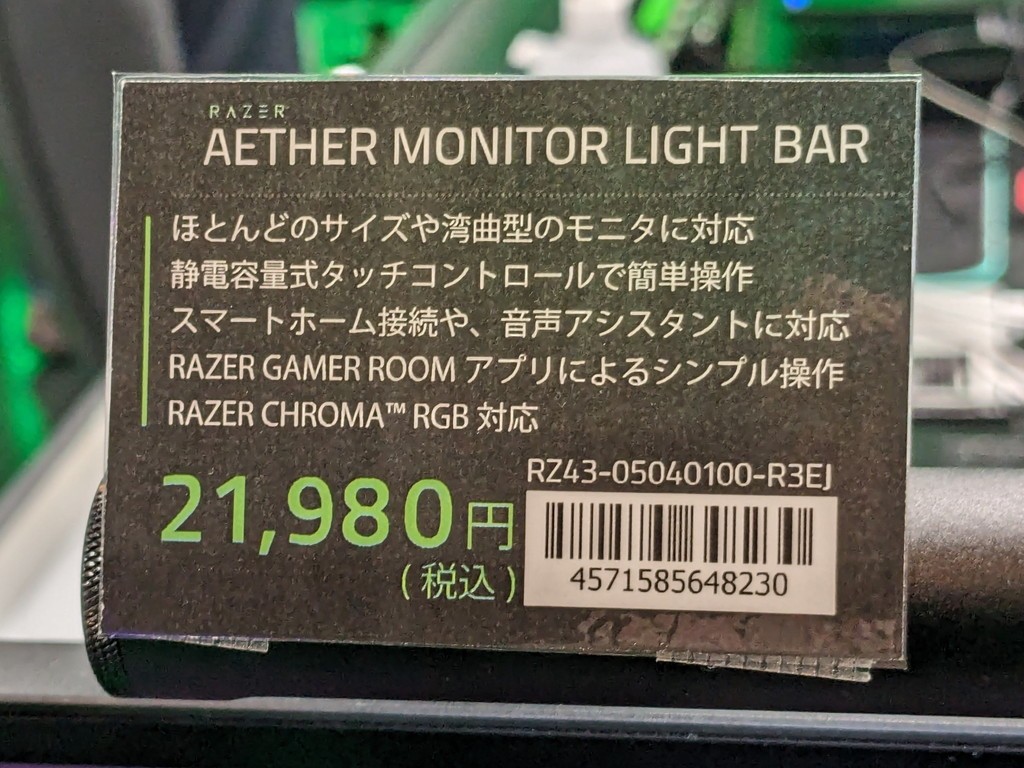 RAZER
AETHER MONITOR LIGHT BAR
ほとんどのサイズや湾曲型のモニタに対応
静電容量式タッチコントロールで簡単操作
スマートホーム接続や、音声アシスタントに対応
RAZER GAMER ROOM アプリによるシンプル操作
RAZER CHROMA™ RGB 対応
RZ43-05040100-R3EJ
21,980円
(税込)
4571585648230